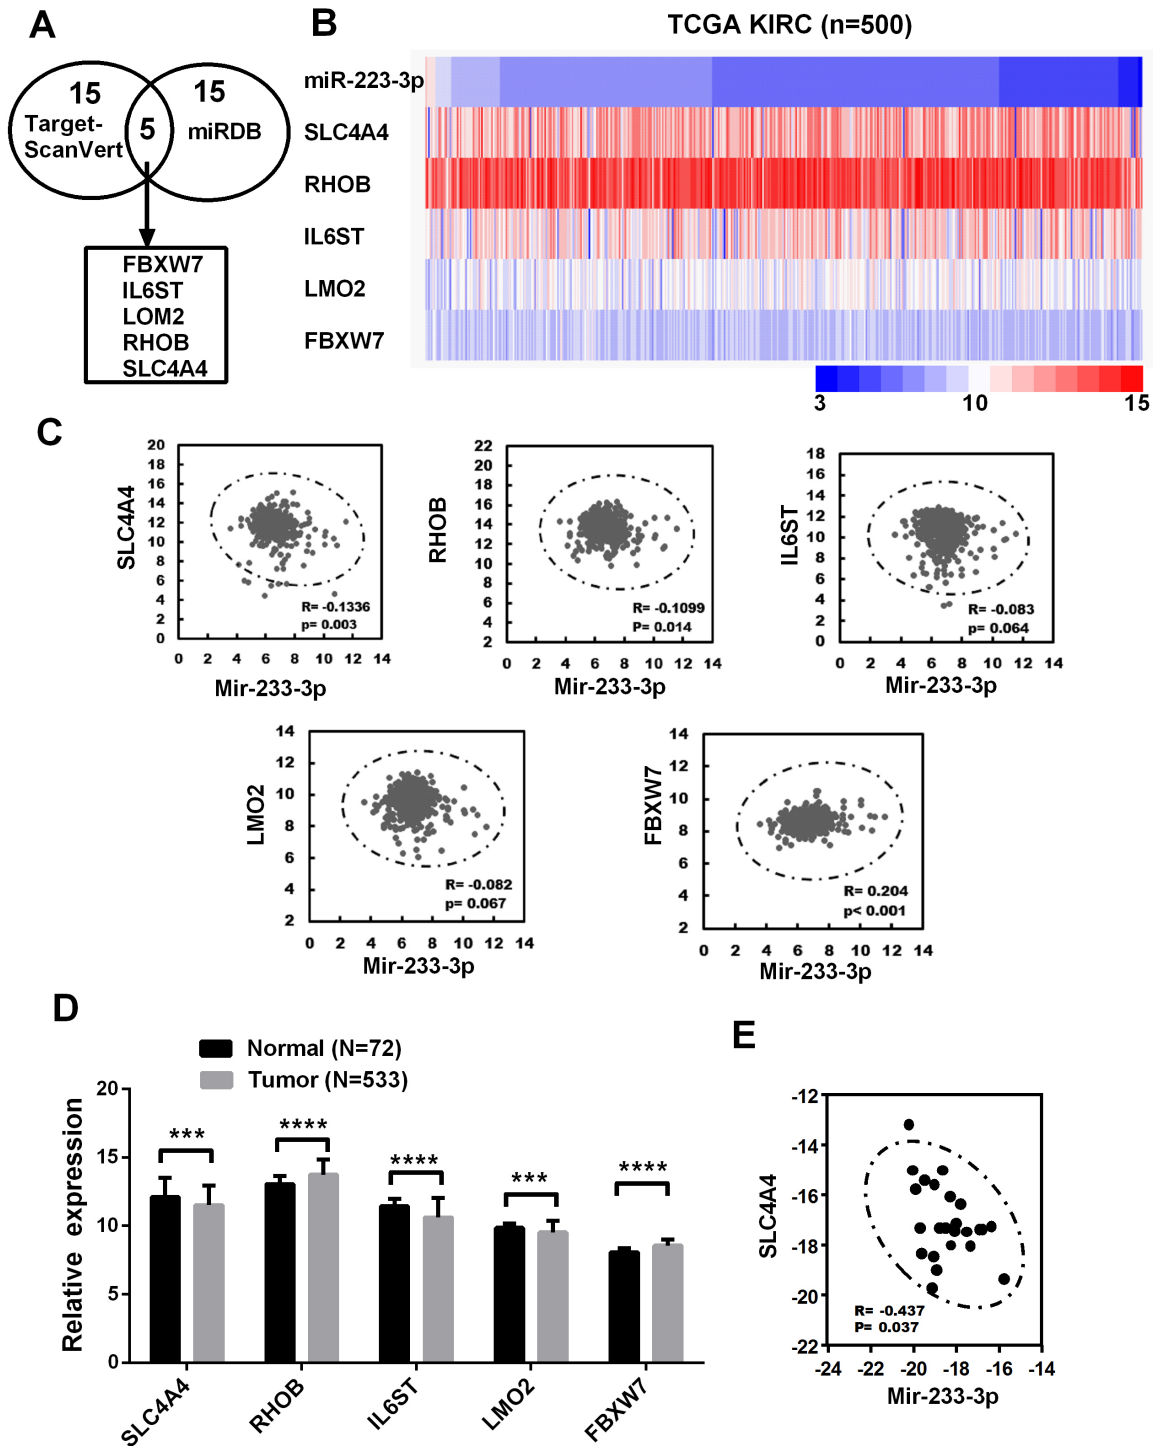 A
15
15
Target-
ScanVert
5
miRDB
FBXW7
IL6ST
LOM2
RHOB
SLC4A4
B
TCGA KIRC (n=500)
miR-223-3p
SLC4A4
RHOB
IL6ST
LMO2
FBXW7
3 10 15
C
SLC4A4
20
18
16
14
12
10
8
6
4
2
0
R= -0.1336
p= 0.003
0 2 4 6 8 10 12 14
Mir-233-3p
RHOB
22
20
18
16
14
12
10
8
6
4
2
R= -0.1099
P= 0.014
0 2 4 6 8 10 12 14
Mir-233-3p
IL6ST
18
16
14
12
10
8
6
4
2
0
R= -0.083
p= 0.064
0 2 4 6 8 10 12 14
Mir-233-3p
LMO2
14
12
10
8
6
4
2
R= -0.082
p= 0.067
0 2 4 6 8 10 12 14
Mir-233-3p
FBXW7
14
12
10
8
6
4
2
R= 0.204
p< 0.001
0 2 4 6 8 10 12 14
Mir-233-3p
D
Normal (N=72)
Tumor (N=533)
Relative expression
20
15
10
5
0
***
****
****
***
****
SLC4A4
RHOB
IL6ST
LMO2
FBXW7
E
SLC4A4
-12
-14
-16
-18
-20
-22
R= -0.437
P= 0.037
-24 -22 -20 -18 -16 -14
Mir-233-3p